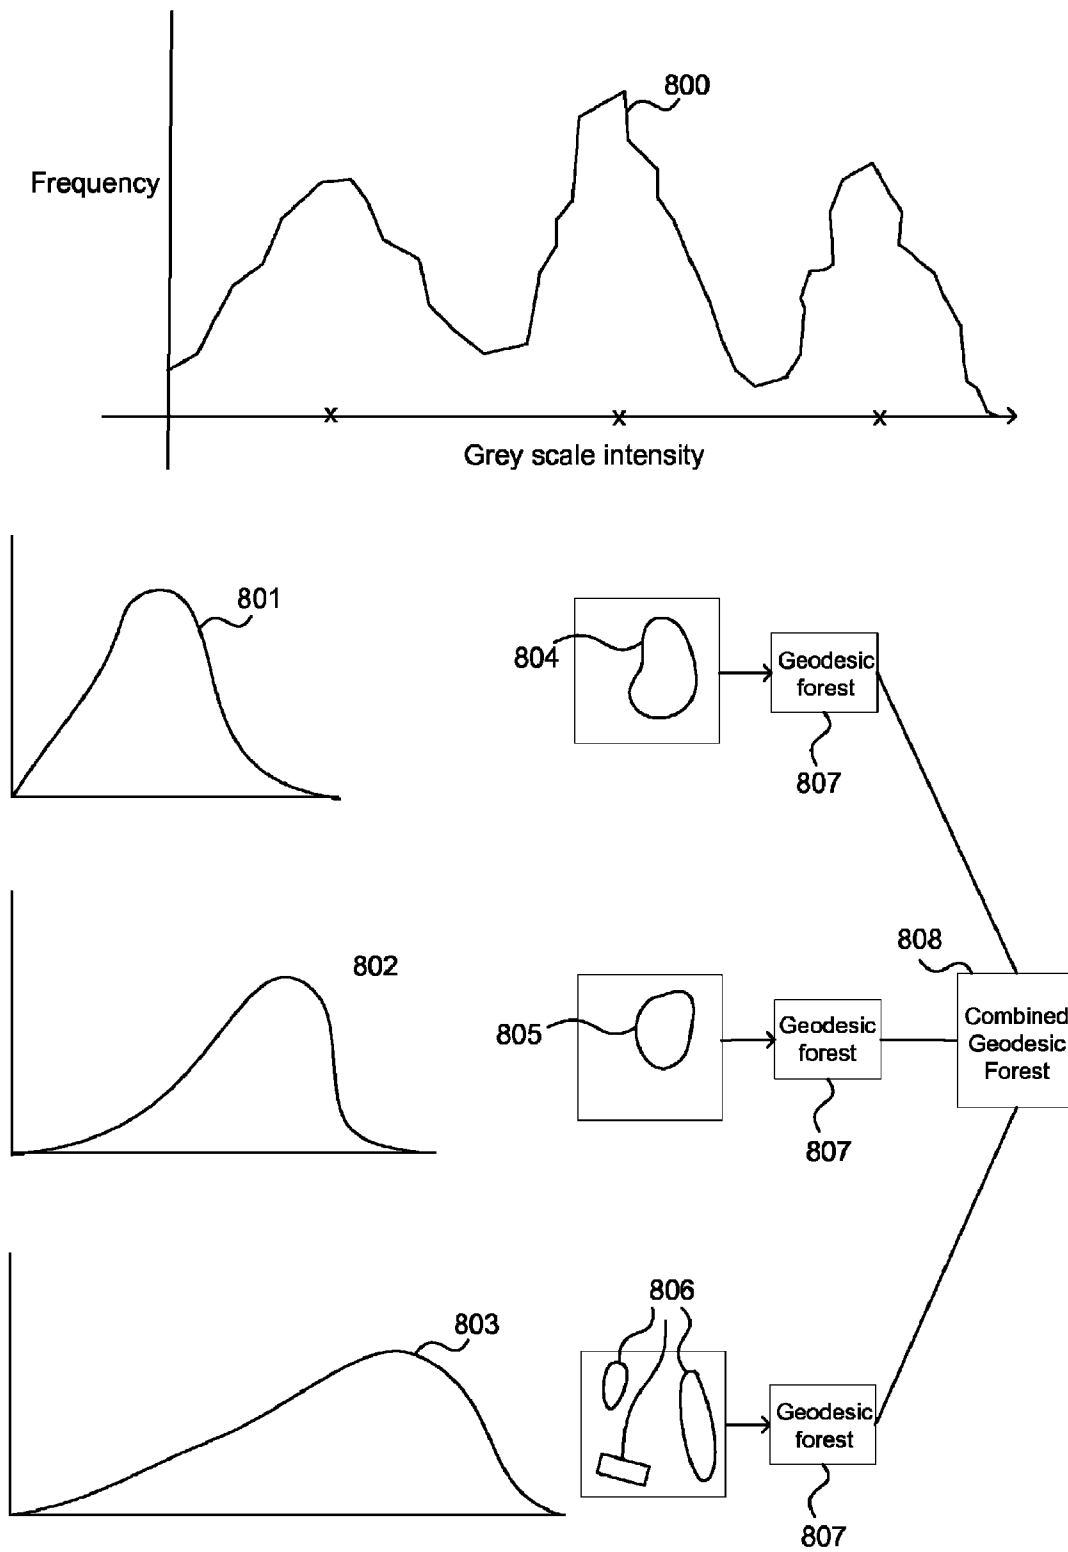 800
Frequency
x x x
Grey scale intensity
801
804
Geodesic
forest
807
802
808
805
Geodesic
forest
Combined
Geodesic
Forest
807
803
806
Geodesic
forest
807